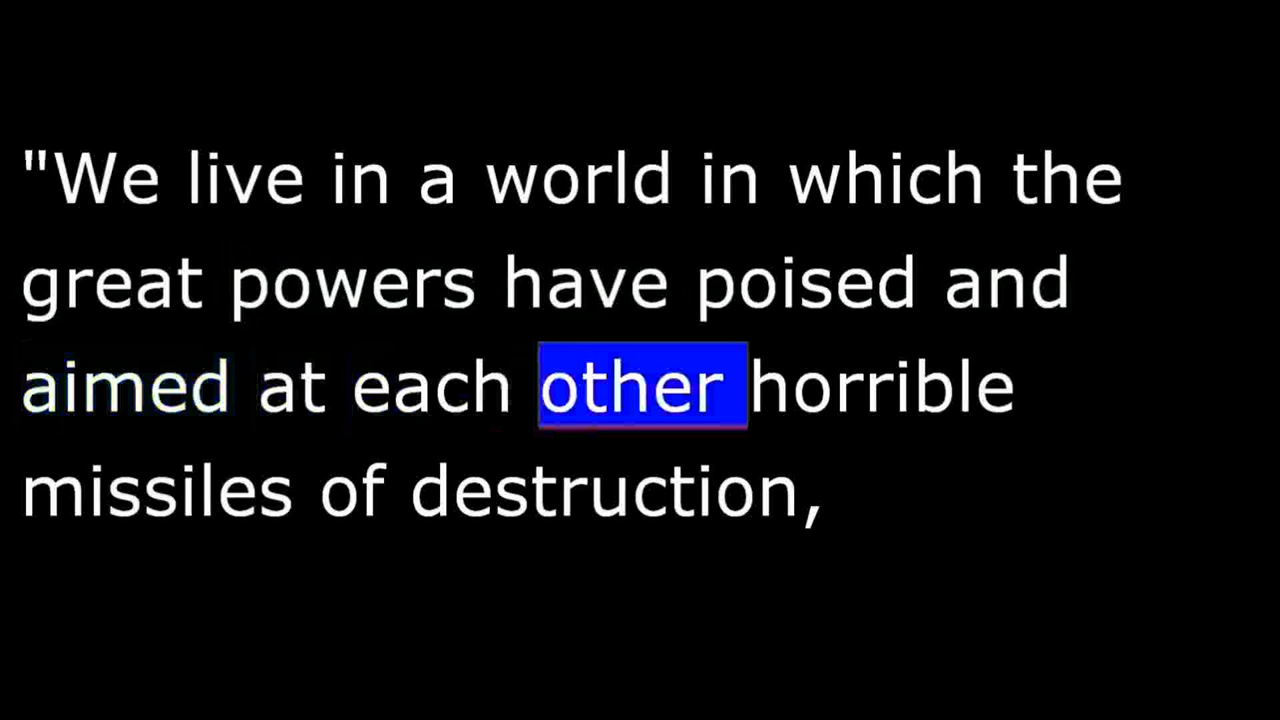 "We live in a world in which the
great powers have poised and
aimed at each other horrible
missiles of destruction,